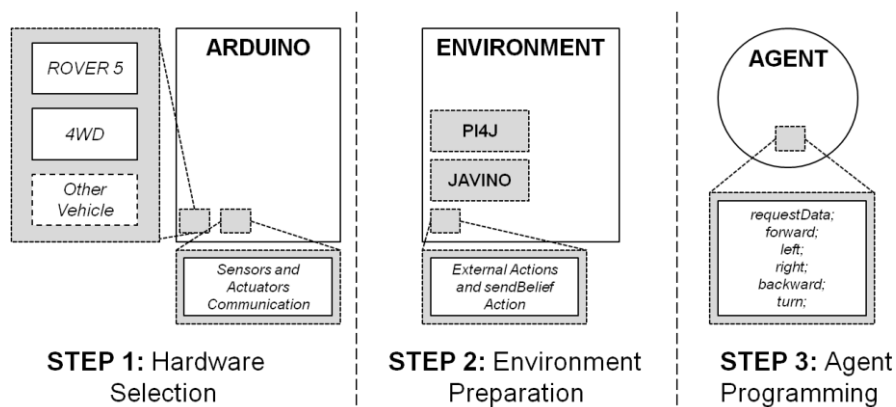 ARDUINO
ROVER 5
4WD
Other
Vehicle
Sensors and
Actuators
Communication
STEP 1: Hardware
Selection
ENVIRONMENT
PI4J
JAVINO
External Actions
and sendBelief
Action
STEP 2: Environment
Preparation
AGENT
requestData;
forward;
left;
right;
backward;
turn;
STEP 3: Agent
Programming